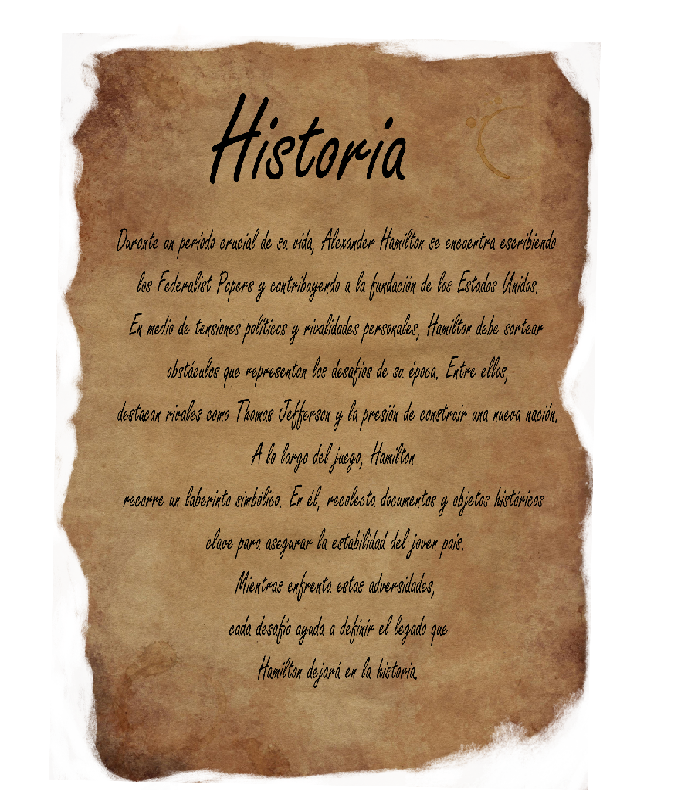 Historia
Durante un periodo crucial de su vida, Alexander Hamilton se encuentra escribiendo
los Federalist Papers y contribuyendo a la fundación de los Estados Unidos.
En medio de tensiones políticas y rivalidades personales, Hamilton debe sortear
obstáculos que representan los desafíos de su época. Entre ellos,
destacan rivales como Thomas Jefferson y la presión de construir una nueva nación.
A lo largo del juego, Hamilton
recorre un laberinto simbólico. En él, recolecta documentos y objetos históricos
clave para asegurar la estabilidad del joven país.
Mientras enfrenta estas adversidades,
cada desafío ayuda a definir el legado que
Hamilton dejará en la historia.